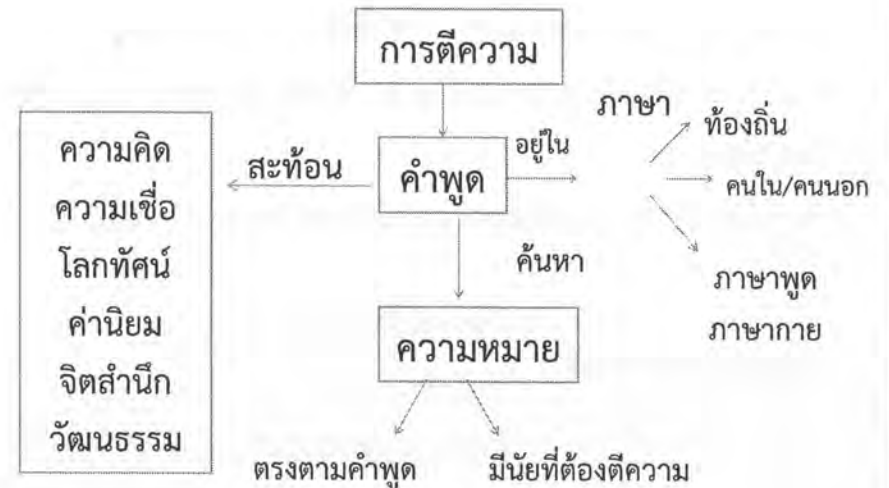 การตีความ
ภาษา
ท้องถิ่น
อยู่ใน
คำพูด
สะท้อน
ความคิด
ความเชื่อ
โลกทัศน์
ค่านิยม
จิตสำนึก
วัฒนธรรม
คนใน/คนนอก
ค้นหา
ภาษาพูด
ภาษากาย
ความหมาย
ตรงตามคำพูด
มีนัยที่ต้องตีความ